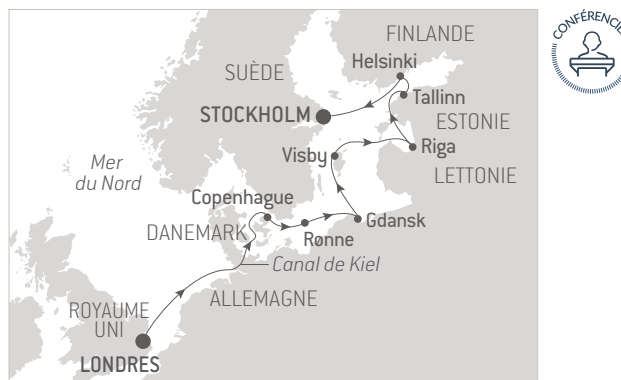 CONFÉRENCIE
FINLANDE
Helsinki
SUÈDE
Tallinn
STOCKHOLM
ESTONIE
Visby
Riga
Mer
du Nord
LETTONIE
Copenhague
Gdansk
DANEMARK
Rønne
Canal de Kiel
ALLEMAGNE
ROYAUME
UNI
LONDRES